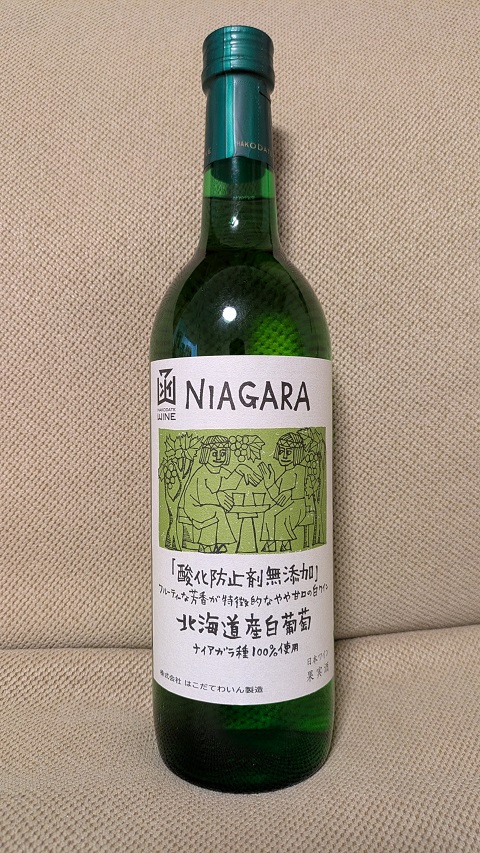 HAKODA
函
HAKODATE
WINE
NIAGARA
「酸化防止剤無添加」
フルーティな芳香が特徴的なやや甘口の白ワイン
北海道産白葡萄
ナイアガラ種100%使用
日本ワイン
果実酒
株式会社 はこだてわいん製造